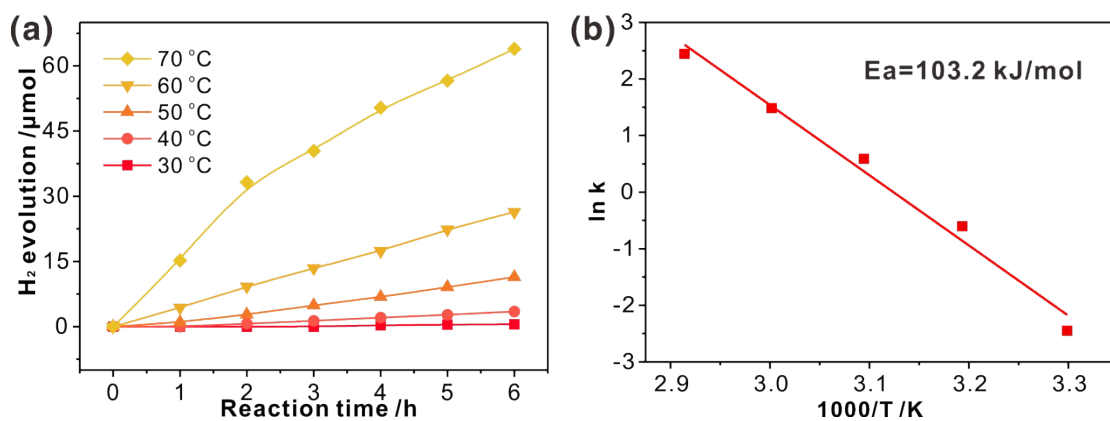 (a)
H₂ evolution /μmol
60
45
30
15
0
70 °C
60 °C
50 °C
40 °C
30 °C
0 1 2 3 4 5 6
Reaction time /h
(b)
ln k
3
2
1
0
-1
-2
-3
Ea=103.2 kJ/mol
2.9 3.0 3.1 3.2 3.3
1000/T /K